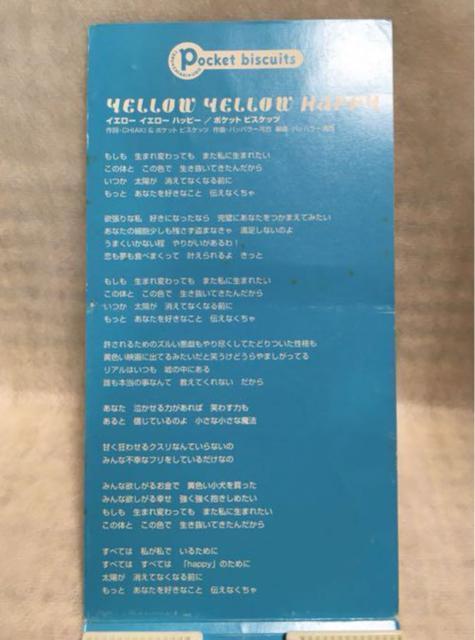 Pocket biscuits
YELLOW YELLOW HAPPY
イエロー イエロー ハッピー／ポケット ビスケッツ
作詞・CHIAKI & ポケット ビスケッツ 作曲・パッパラー河合 編曲・パッパラー河合
もしも 生まれ変わっても また私に生まれたい
この体と この色で 生き抜いてきたんだから
いつか 太陽が 消えてなくなる前に
もっと あなたを好きなこと 伝えなくちゃ
欲張りな私 好きになったなら 完璧にあなたをつかまえてみたい
あなたの細胞少しも残さず盗まなきゃ 満足しないのよ
うまくいかない程 やりがいがあるわ！
恋も夢も食べまくって 叶えられるよ きっと
もしも 生まれ変わっても また私に生まれたい
この体と この色で 生き抜いてきたんだから
いつか 太陽が 消えてなくなる前に
もっと あなたを好きなこと 伝えなくちゃ
許されるためのズルい悪戯もやり尽くしてたどりついた性格も
黄色い映画に出てるみたいだと笑うけどうらやましがってる
リアルはいつも 嘘の中にある
誰も本当の事なんて 教えてくれない だから
あなた 泣かせる力があれば 笑わす力も
あると 信じているのよ 小さな小さな魔法
甘く狂わせるクスリなんていらないの
みんな不幸なフリをしているだけなの
みんな欲しがるお金で 黄色い小犬を買った
みんな欲しがる幸せ 強く強く抱きしめたい
もしも 生まれ変わっても また私に生まれたい
この体と この色で 生き抜いてきたんだから
すべては 私が私で いるために
すべては すべては 「happy」のために
太陽が 消えてなくなる前に
もっと あなたを好きなこと 伝えなくちゃ